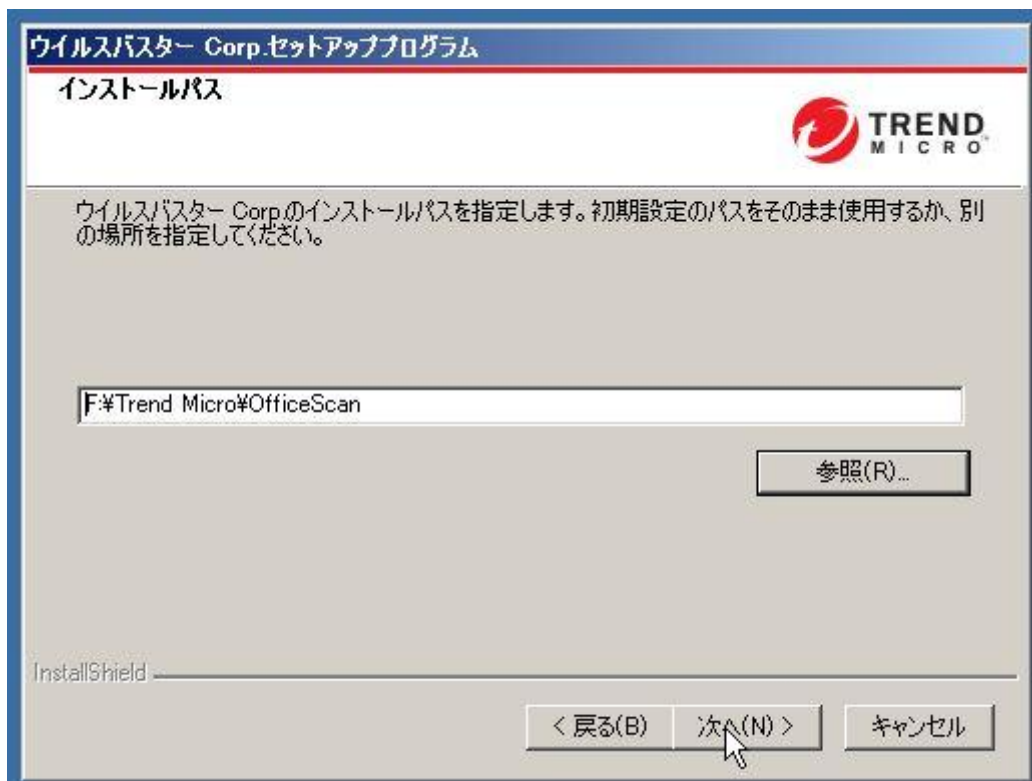 ウイルスバスター Corp.セットアッププログラム
インストールパス
TREND
MICRO
ウイルスバスター Corp.のインストールパスを指定します。初期設定のパスをそのまま使用するか、別
の場所を指定してください。
F:¥Trend Micro¥OfficeScan
参照(R)...
InstallShield
< 戻る(B)
次へ(N) >
キャンセル